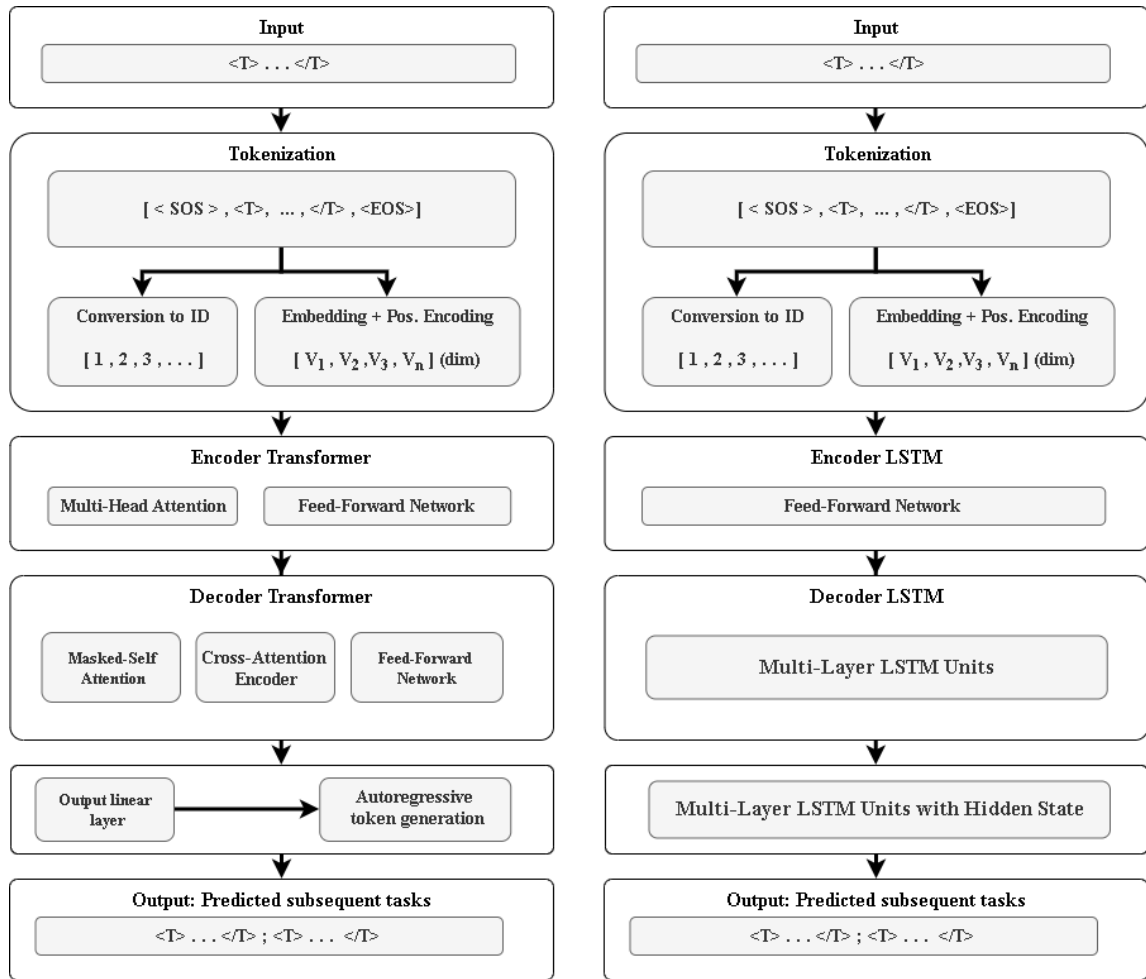 Input
<T> . . . </T>
Tokenization
[ < SOS > , <T>, ... , </T> , <EOS>]
Conversion to ID
[ 1 , 2 , 3 , . . . ]
Embedding + Pos. Encoding
[ V1 , V2 ,V3 , Vn ] (dim)
Encoder Transformer
Multi-Head Attention
Feed-Forward Network
Decoder Transformer
Masked-Self
Attention
Cross-Attention
Encoder
Feed-Forward
Network
Output linear
layer
Autoregressive
token generation
Output: Predicted subsequent tasks
<T> . . . </T> ; <T> . . . </T>
Input
<T> . . . </T>
Tokenization
[ < SOS > , <T>, ... , </T> , <EOS>]
Conversion to ID
[ 1 , 2 , 3 , . . . ]
Embedding + Pos. Encoding
[ V1 , V2 ,V3 , Vn ] (dim)
Encoder LSTM
Feed-Forward Network
Decoder LSTM
Multi-Layer LSTM Units
Multi-Layer LSTM Units with Hidden State
Output: Predicted subsequent tasks
<T> . . . </T> ; <T> . . . </T>